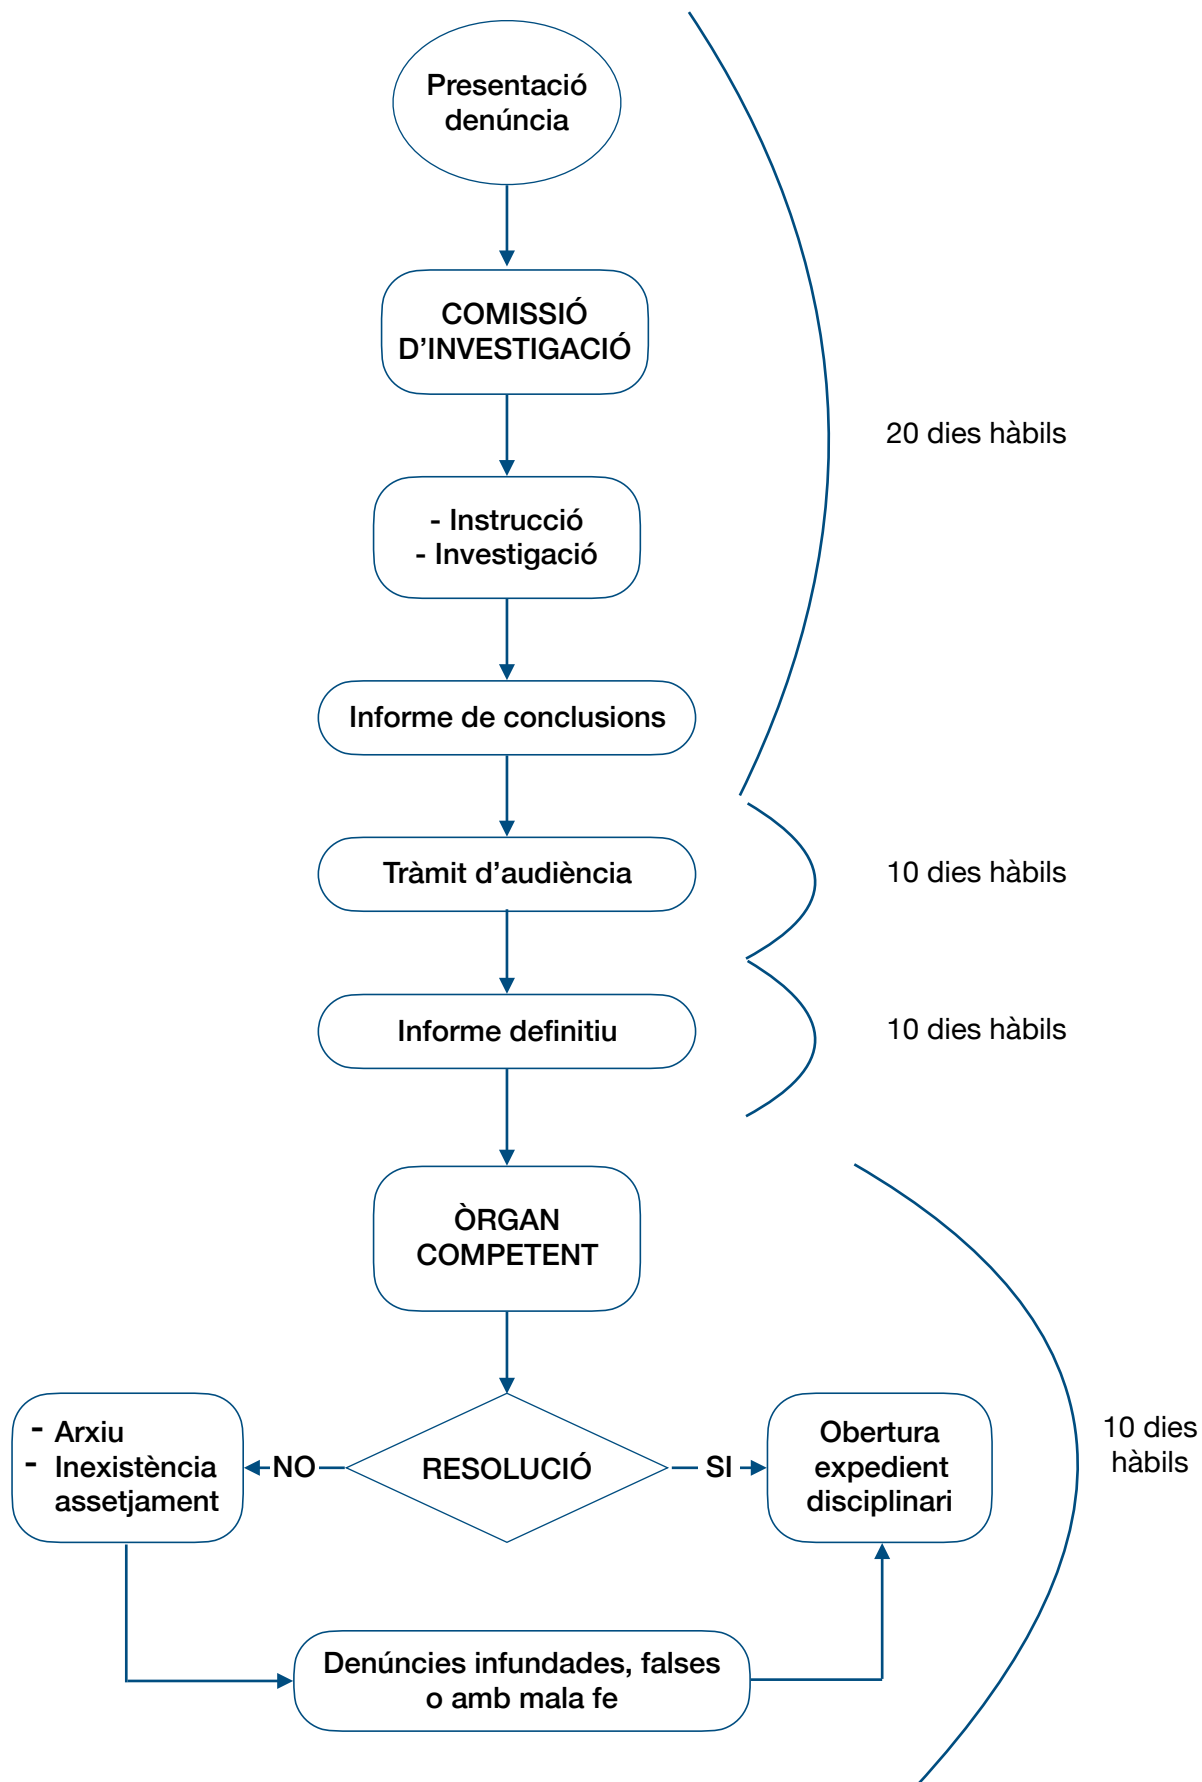 Presentació
denúncia
COMISSIÓ
D’INVESTIGACIÓ
20 dies hàbils
- Instrucció
- Investigació
Informe de conclusions
Tràmit d’audiència
10 dies hàbils
Informe definitiu
10 dies hàbils
ÒRGAN
COMPETENT
- Arxiu
- Inexistència
assetjament
NO
RESOLUCIÓ
SI
Obertura
expedient
disciplinari
10 dies
hàbils
Denúncies infundades, falses
o amb mala fe